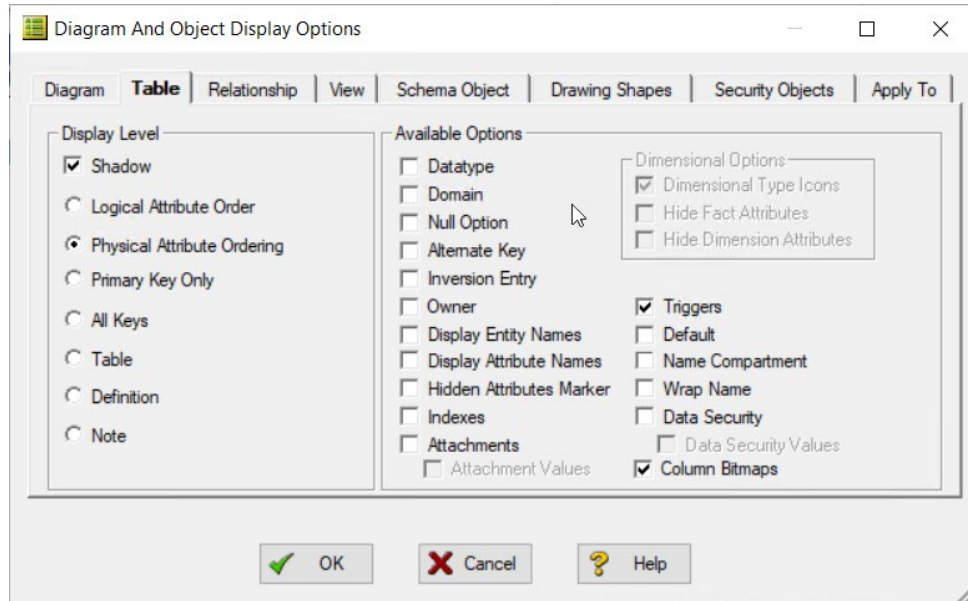 Diagram And Object Display Options
Diagram Table Relationship View Schema Object Drawing Shapes Security Objects Apply To
Display Level
Shadow
Logical Attribute Order
Physical Attribute Ordering
Primary Key Only
All Keys
Table
Definition
Note
Available Options
Datatype
Domain
Null Option
Alternate Key
Inversion Entry
Owner
Display Entity Names
Display Attribute Names
Hidden Attributes Marker
Indexes
Attachments
Attachment Values
Dimensional Options
Dimensional Type Icons
Hide Fact Attributes
Hide Dimension Attributes
Triggers
Default
Name Compartment
Wrap Name
Data Security
Data Security Values
Column Bitmaps
OK Cancel Help